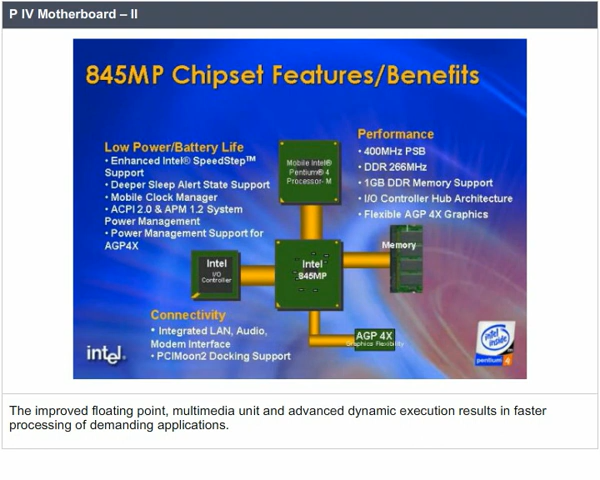 P IV Motherboard – II
845MP Chipset Features/Benefits
Low Power/Battery Life
• Enhanced Intel® SpeedStep™
Support
• Deeper Sleep Alert State Support
• Mobile Clock Manager
• ACPI 2.0 & APM 1.2 System
Power Management
• Power Management Support for
AGP4X
Mobile Intel®
Pentium® 4
Processor- M
Performance
• 400MHz PSB
• DDR 266MHz
• 1GB DDR Memory Support
• I/O Controller Hub Architecture
• Flexible AGP 4X Graphics
Memory
Intel
I/O
Controller
Intel
845MP
Connectivity
• Integrated LAN, Audio,
Modem Interface
• PCIMoon2 Docking Support
AGP 4X
Graphics Flexibility
intel.
intel
inside
pentium 4
The improved floating point, multimedia unit and advanced dynamic execution results in faster
processing of demanding applications.